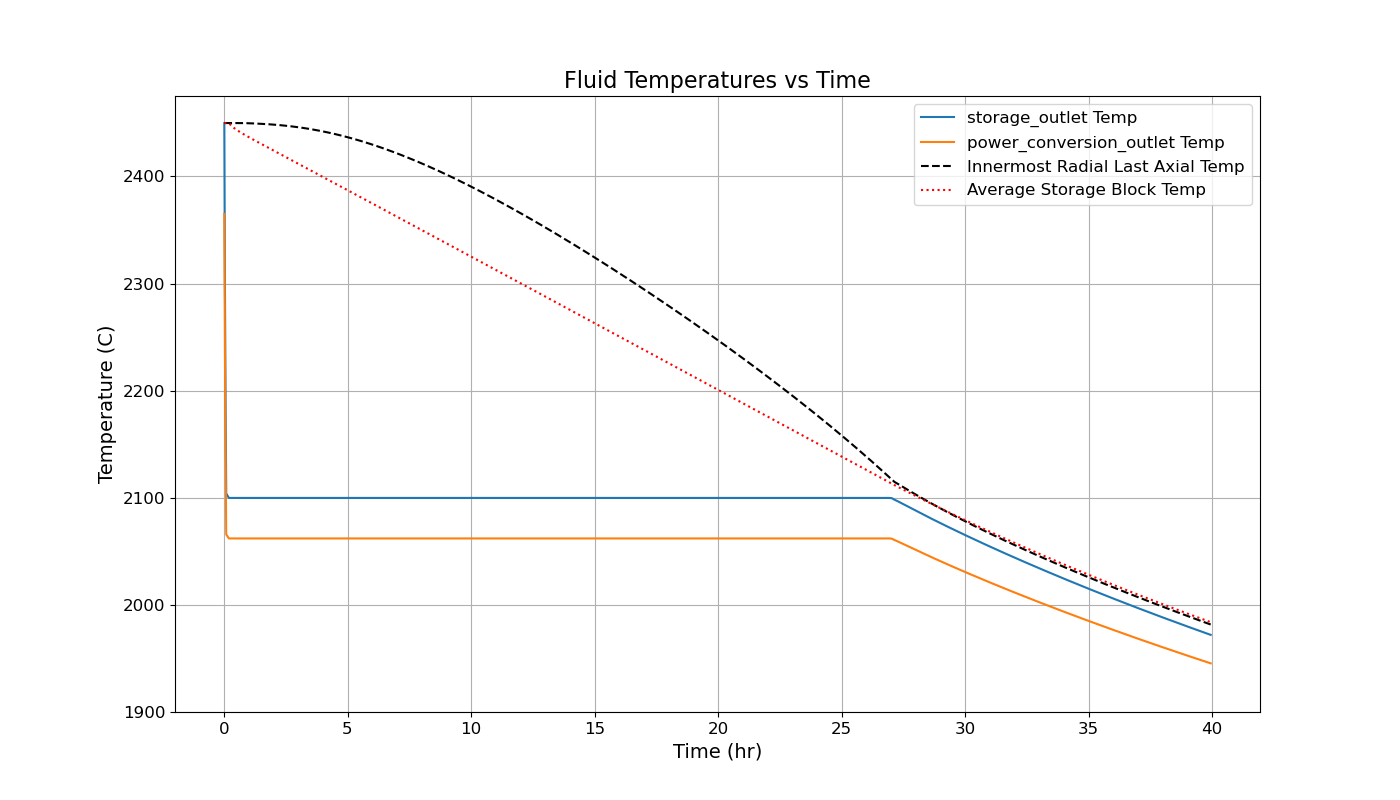 Fluid Temperatures vs Time
storage_outlet Temp
power_conversion_outlet Temp
Innermost Radial Last Axial Temp
Average Storage Block Temp
Temperature (C)
2400
2300
2200
2100
2000
1900
0 5 10 15 20 25 30 35 40
Time (hr)